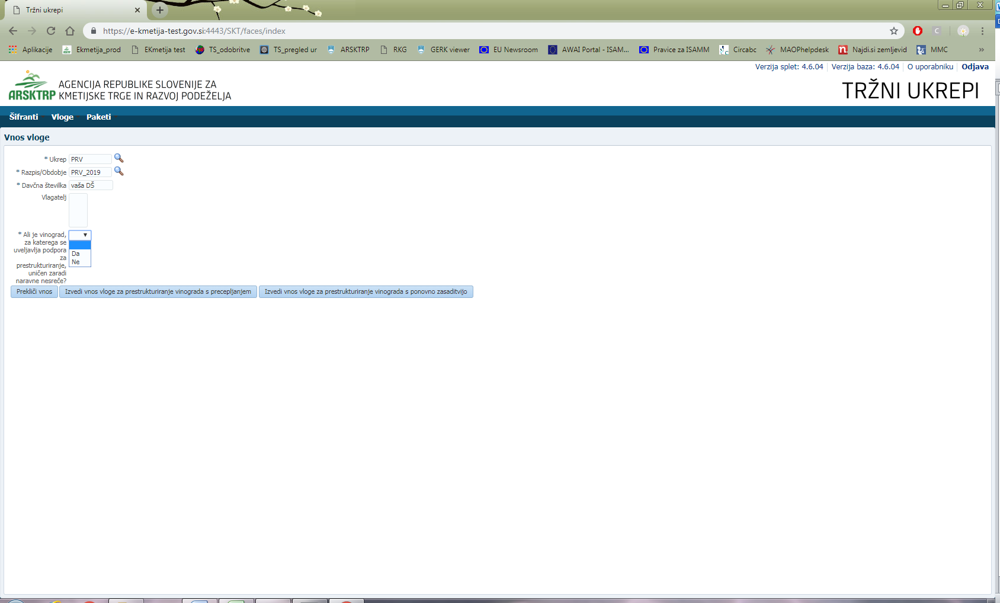 Tržni ukrepi
https://e-kmetija-test.gov.si:4443/SKT/faces/index
C
Aplikacije Ekmetija_prod EKmetija test TS_odobritve TS_pregled ur ARSKTRP RKG GERK viewer EU Newsroom AWAI Portal - ISAM... Pravice za ISAMM Circabc MAOPhelpdesk Najdi.si zemljevid MMC »
Verzija splet: 4.6.04 Verzija baza: 4.6.04 O uporabniku Odjava
AGENCIJA REPUBLIKE SLOVENIJE ZA
ARSKTRP KMETIJSKE TRGE IN RAZVOJ PODEŽELJA
TRŽNI UKREPI
Šifranti Vloge Paketi
Vnos vloge
* Ukrep PRV
* Razpis/Obdobje PRV_2019
* Davčna številka vaša DŠ
Vlagatelj
* Ali je vinograd,
za katerega se
uveljavlja podpora
za
prestrukturiranje,
uničen zaradi
naravne nesreče?
Da
Ne
Prekliči vnos Izvedi vnos vloge za prestrukturiranje vinograda s precepljanjem Izvedi vnos vloge za prestrukturiranje vinograda s ponovno zasaditvijo